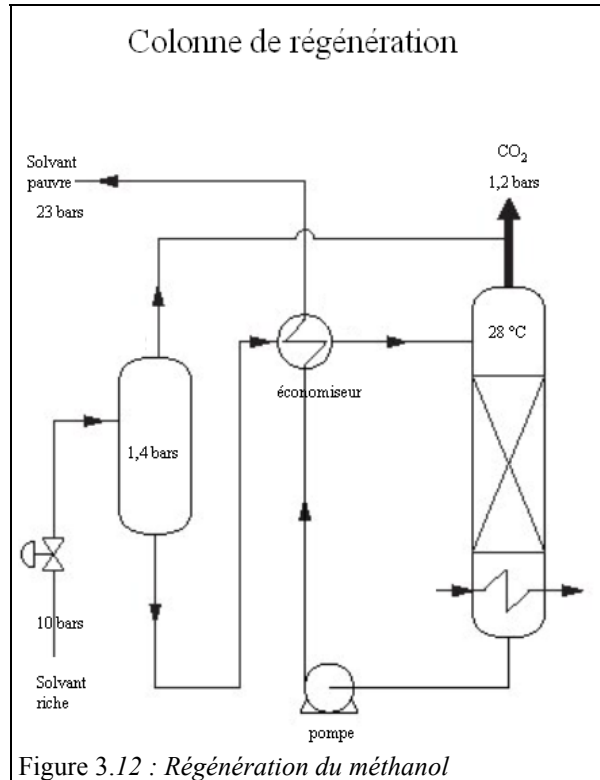 Colonne de régénération
CO2
1,2 bars
Solvant
pauvre
23 bars
28 °C
économiseur
1,4 bars
10 bars
Solvant
riche
pompe
Figure 3.12 : Régénération du méthanol